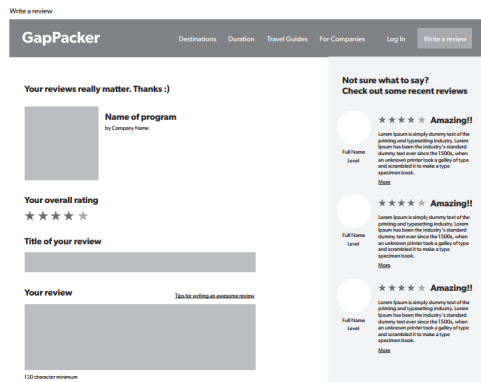 Write a review
GapPacker
Destinations Duration Travel Guides For Companies Log In Write a review
Your reviews really matter. Thanks :)
Name of program
by Company Name
Your overall rating
Title of your review
Your review
Tips for writing an awesome review
120 character minimum
Not sure what to say?
Check out some recent reviews
Amazing!!
Full Name
Level
Lorem Ipsum is simply dummy text of the
printing and typesetting industry. Lorem
Ipsum has been the industry's standard
dummy text ever since the 1500s, when
an unknown printer took a galley of type
and scrambled it to make a type
specimen book.
More
Amazing!!
Full Name
Level
Lorem Ipsum is simply dummy text of the
printing and typesetting industry. Lorem
Ipsum has been the industry's standard
dummy text ever since the 1500s, when
an unknown printer took a galley of type
and scrambled it to make a type
specimen book.
More
Amazing!!
Full Name
Level
Lorem Ipsum is simply dummy text of the
printing and typesetting industry. Lorem
Ipsum has been the industry's standard
dummy text ever since the 1500s, when
an unknown printer took a galley of type
and scrambled it to make a type
specimen book.
More